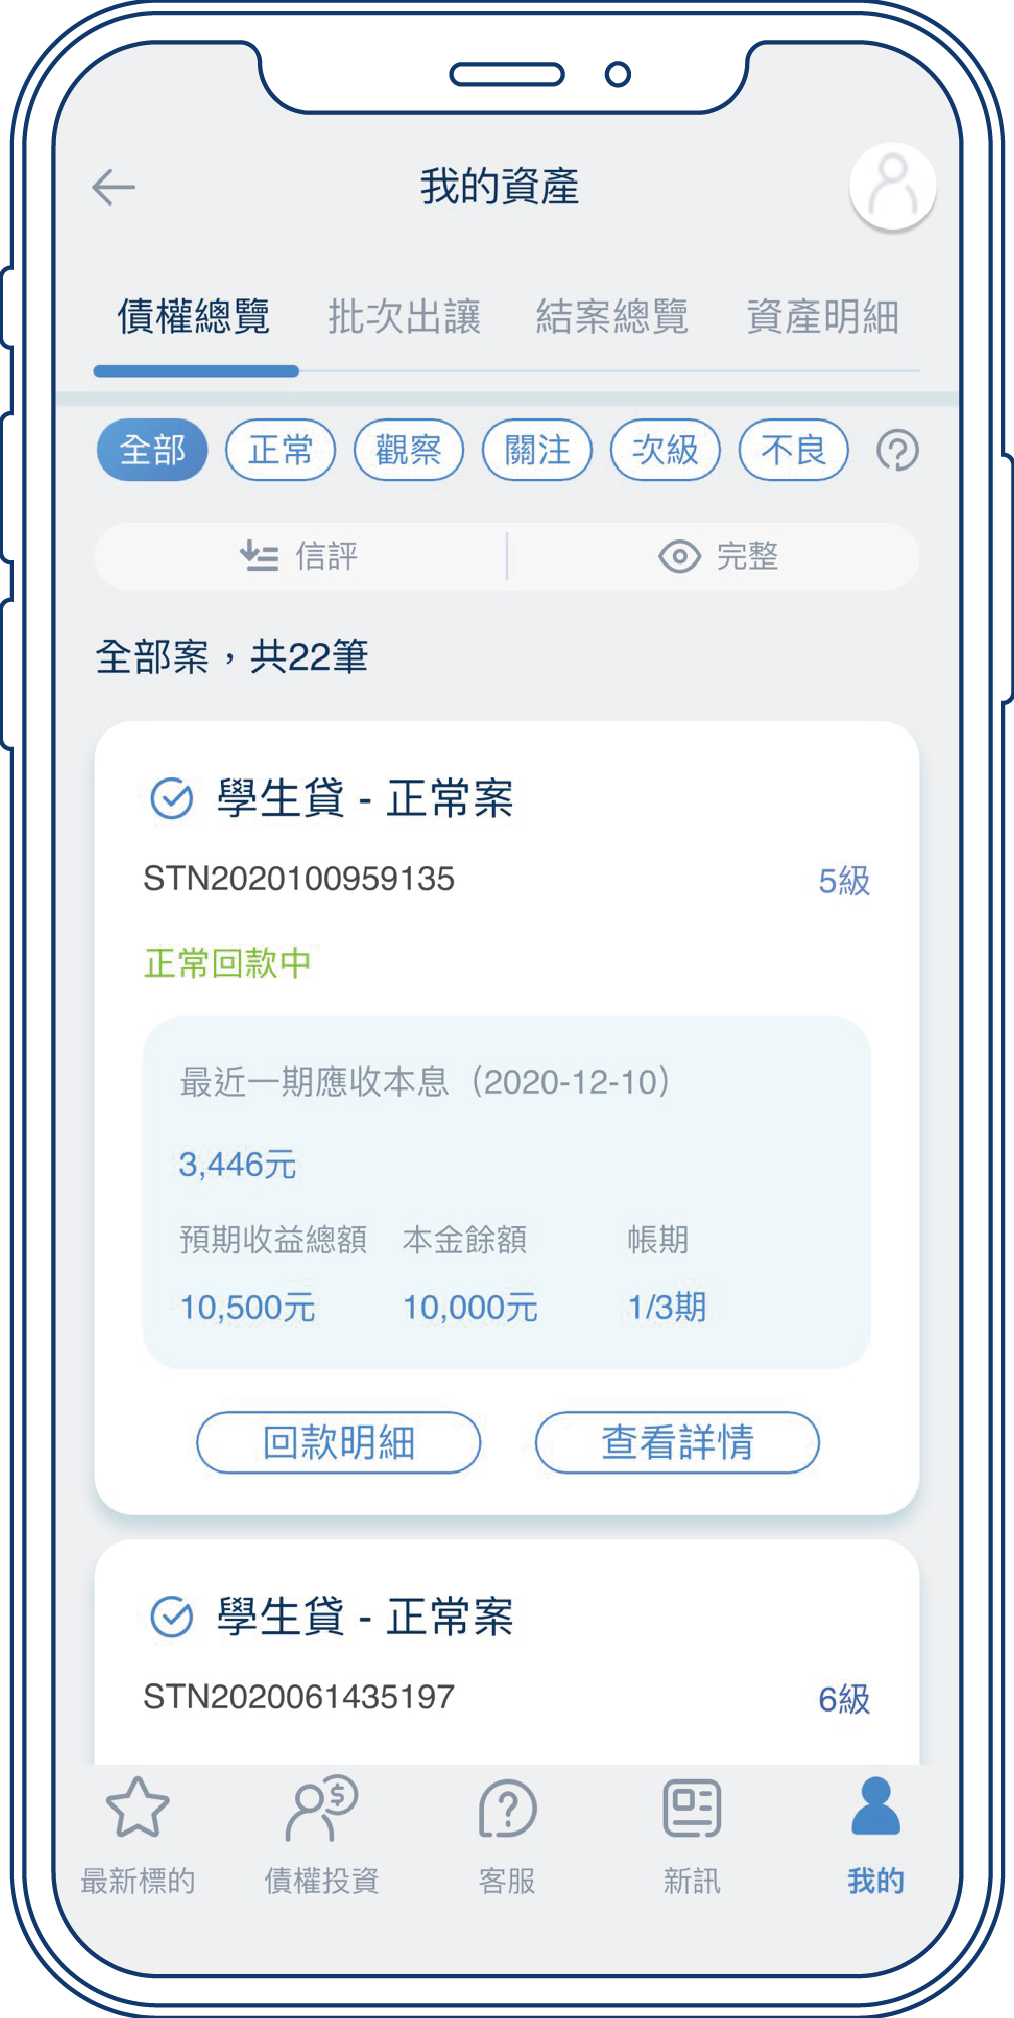 我的資產
債權總覽 批次出讓 結案總覽 資產明細
全部 正常 觀察 關注 次級 不良
信評 完整
全部案，共22筆
學生貸 - 正常案
STN2020100959135 5級
正常回款中
最近一期應收本息（2020-12-10）
3,446元
預期收益總額 本金餘額 帳期
10,500元 10,000元 1/3期
回款明細 查看詳情
學生貸 - 正常案
STN2020061435197 6級
最新標的 債權投資 客服 新訊 我的